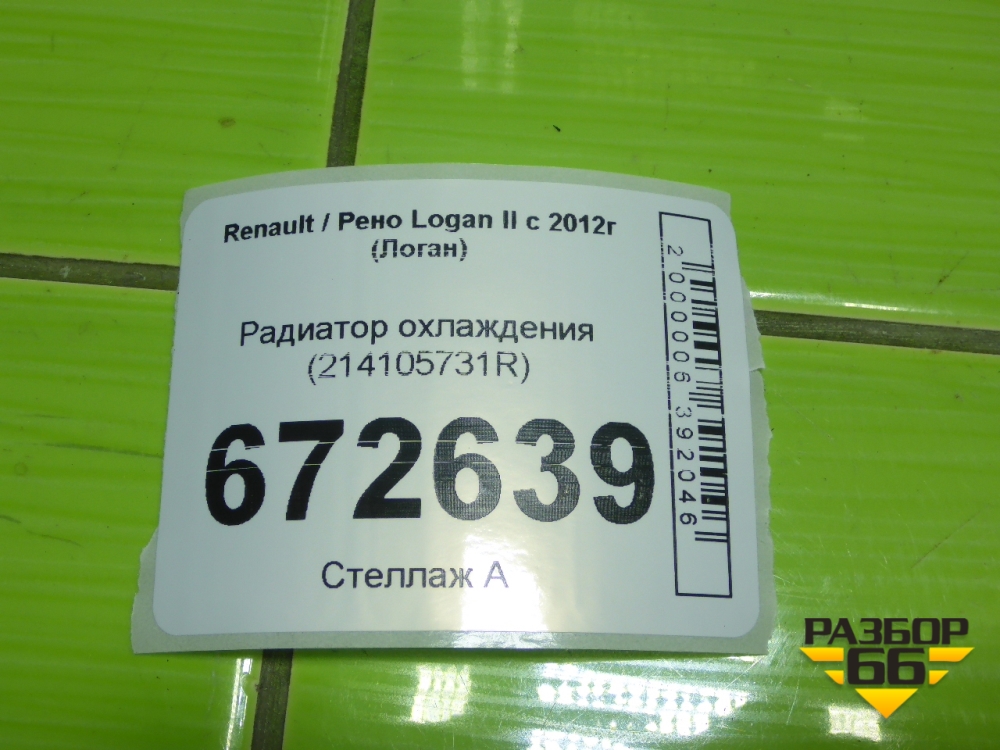 Renault / Рено Logan II с 2012г
(Логан)
Радиатор охлаждения
(214105731R)
672639
Стеллаж А
2000006392046
РАЗБОР
66